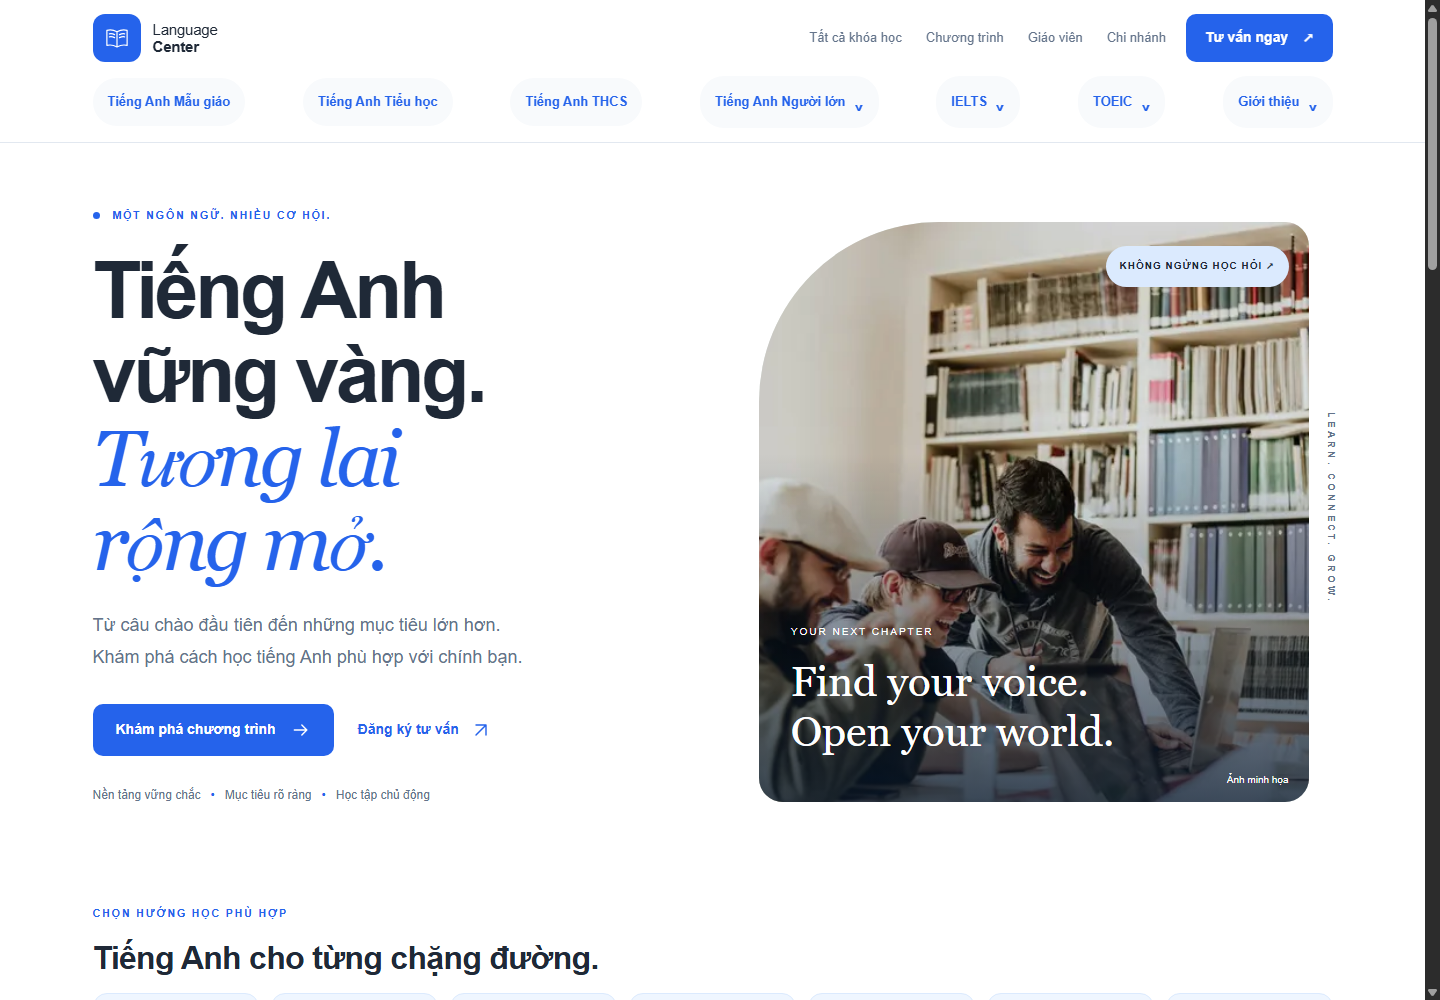 Language
Center
Tất cả khóa học
Chương trình
Giáo viên
Chi nhánh
Tư vấn ngay ↗
Tiếng Anh Mẫu giáo
Tiếng Anh Tiểu học
Tiếng Anh THCS
Tiếng Anh Người lớn
IELTS
TOEIC
Giới thiệu
MỘT NGÔN NGỮ. NHIỀU CƠ HỘI.
Tiếng Anh
vững vàng.
Tương lai
rộng mở.
Từ câu chào đầu tiên đến những mục tiêu lớn hơn.
Khám phá cách học tiếng Anh phù hợp với chính bạn.
Khám phá chương trình →
Đăng ký tư vấn ↗
Nền tảng vững chắc • Mục tiêu rõ ràng • Học tập chủ động
KHÔNG NGỪNG HỌC HỎI ↗
YOUR NEXT CHAPTER
Find your voice.
Open your world.
Ảnh minh họa
LEARN. CONNECT. GROW.
CHỌN HƯỚNG HỌC PHÙ HỢP
Tiếng Anh cho từng chặng đường.